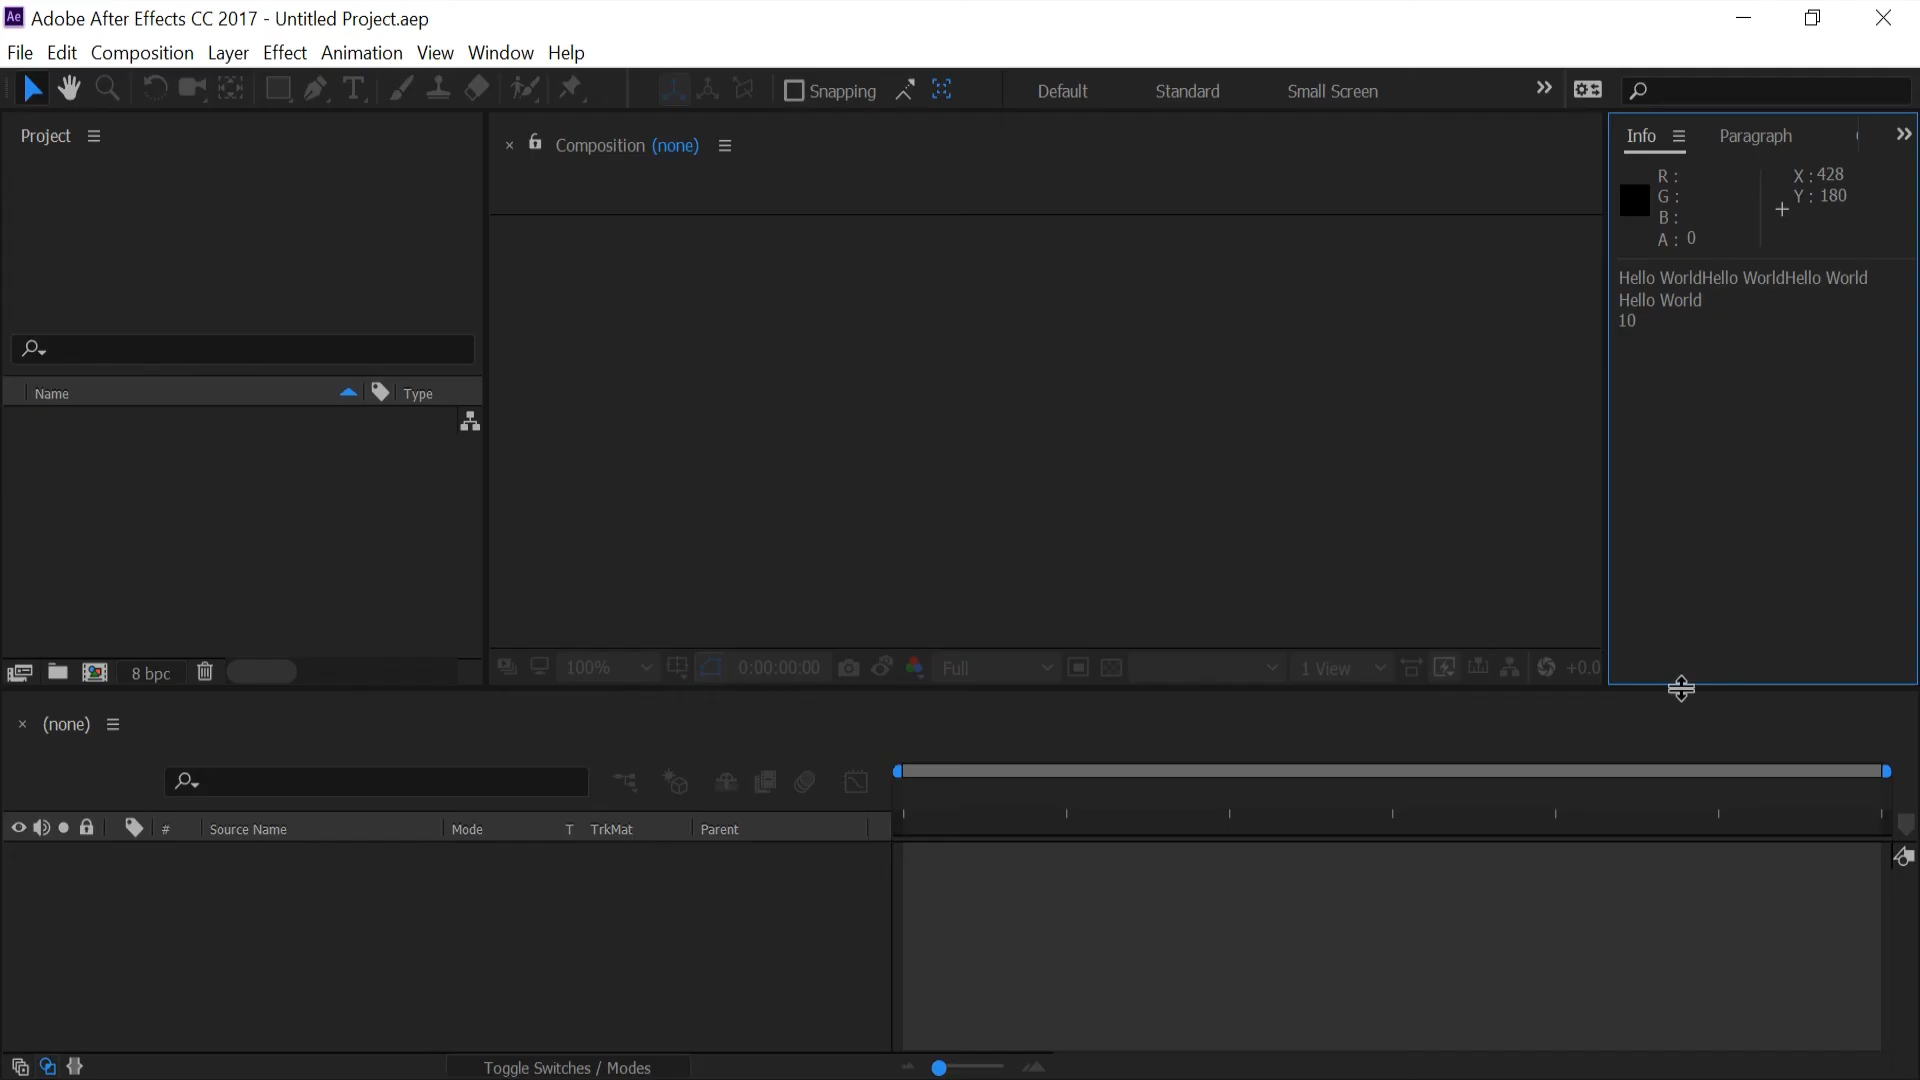 Ae Adobe After Effects CC 2017 - Untitled Project.aep
File Edit Composition Layer Effect Animation View Window Help
T Snapping Default Standard Small Screen
Project
× Composition (none)
Info Paragraph
R :
G :
B :
A : 0
X : 428
Y : 180
Hello WorldHello WorldHello World
Hello World
10
Name Type
8 bpc
100% 0:00:00:00 Full 1 View +0.0
× (none)
# Source Name Mode T TrkMat Parent
Toggle Switches / Modes